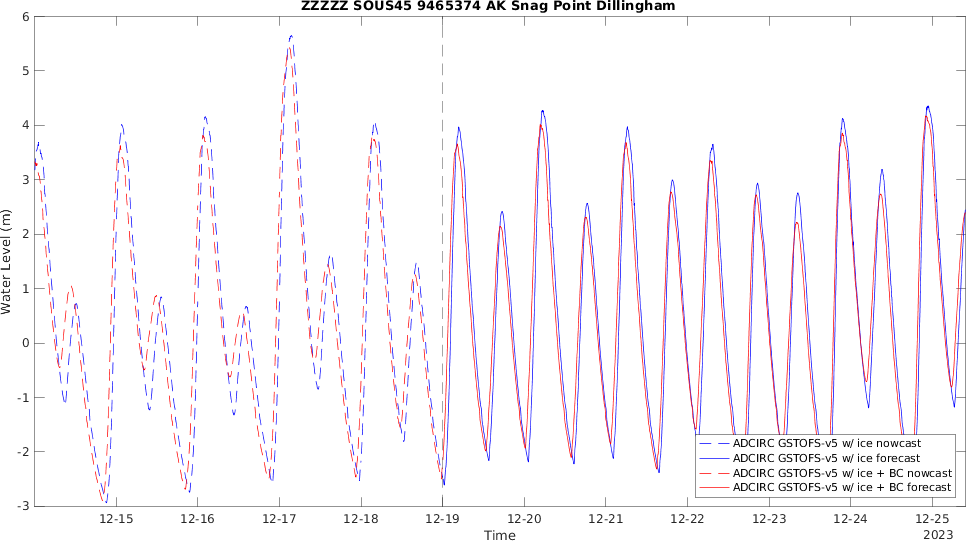 ZZZZZ SOUS45 9465374 AK Snag Point Dillingham
6
5
4
3
2
1
0
-1
-2
-3
Water Level (m)
ADCIRC GSTOFS-v5 w/ ice nowcast
ADCIRC GSTOFS-v5 w/ ice forecast
ADCIRC GSTOFS-v5 w/ ice + BC nowcast
ADCIRC GSTOFS-v5 w/ ice + BC forecast
12-15 12-16 12-17 12-18 12-19 12-20 12-21 12-22 12-23 12-24 12-25
2023
Time